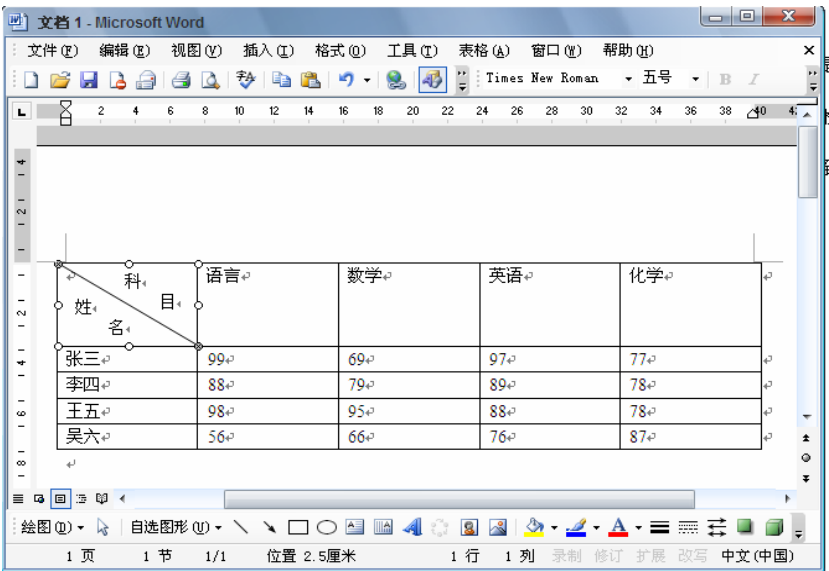 文档 1 - Microsoft Word
文件(F) 编辑(E) 视图(V) 插入(I) 格式(O) 工具(T) 表格(A) 窗口(W) 帮助(H)
Times New Roman 五号 B I
2 4 6 8 10 12 14 16 18 20 22 24 26 28 30 32 34 36 38 40
科
目
姓
名
语言 数学 英语 化学
张三 99 69 97 77
李四 88 79 89 78
王五 98 95 88 78
吴六 56 66 76 87
绘图(D) 自选图形(U)
1 页 1 节 1/1 位置 2.5厘米 1 行 1 列 录制 修订 扩展 改写 中文(中国)